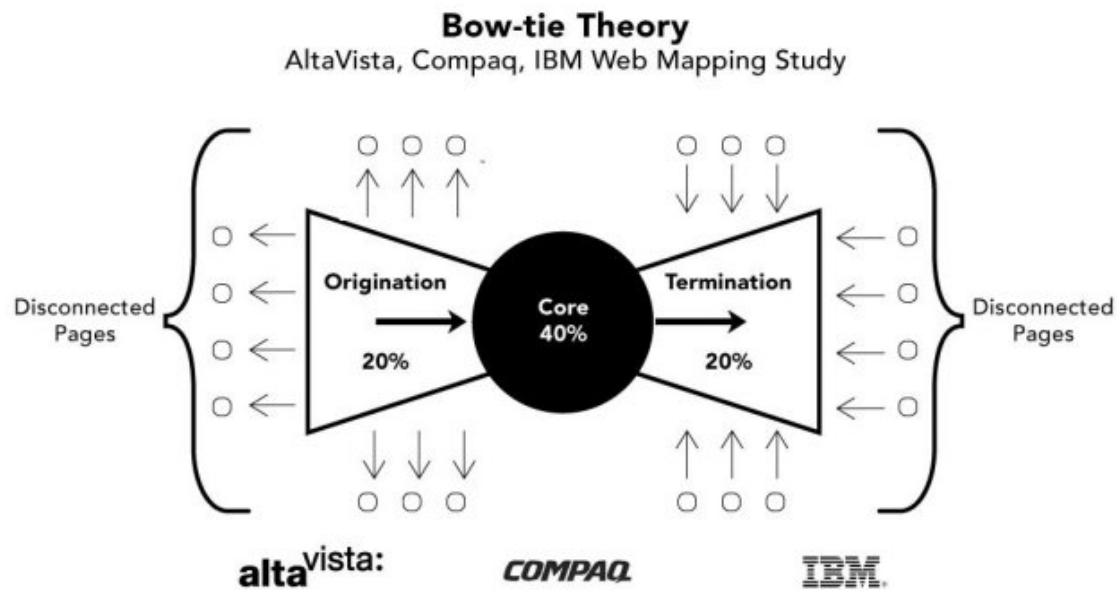 Bow-tie Theory
AltaVista, Compaq, IBM Web Mapping Study
Disconnected
Pages
Origination
20%
Core
40%
Termination
20%
Disconnected
Pages
altavista:
COMPAQ
IBM